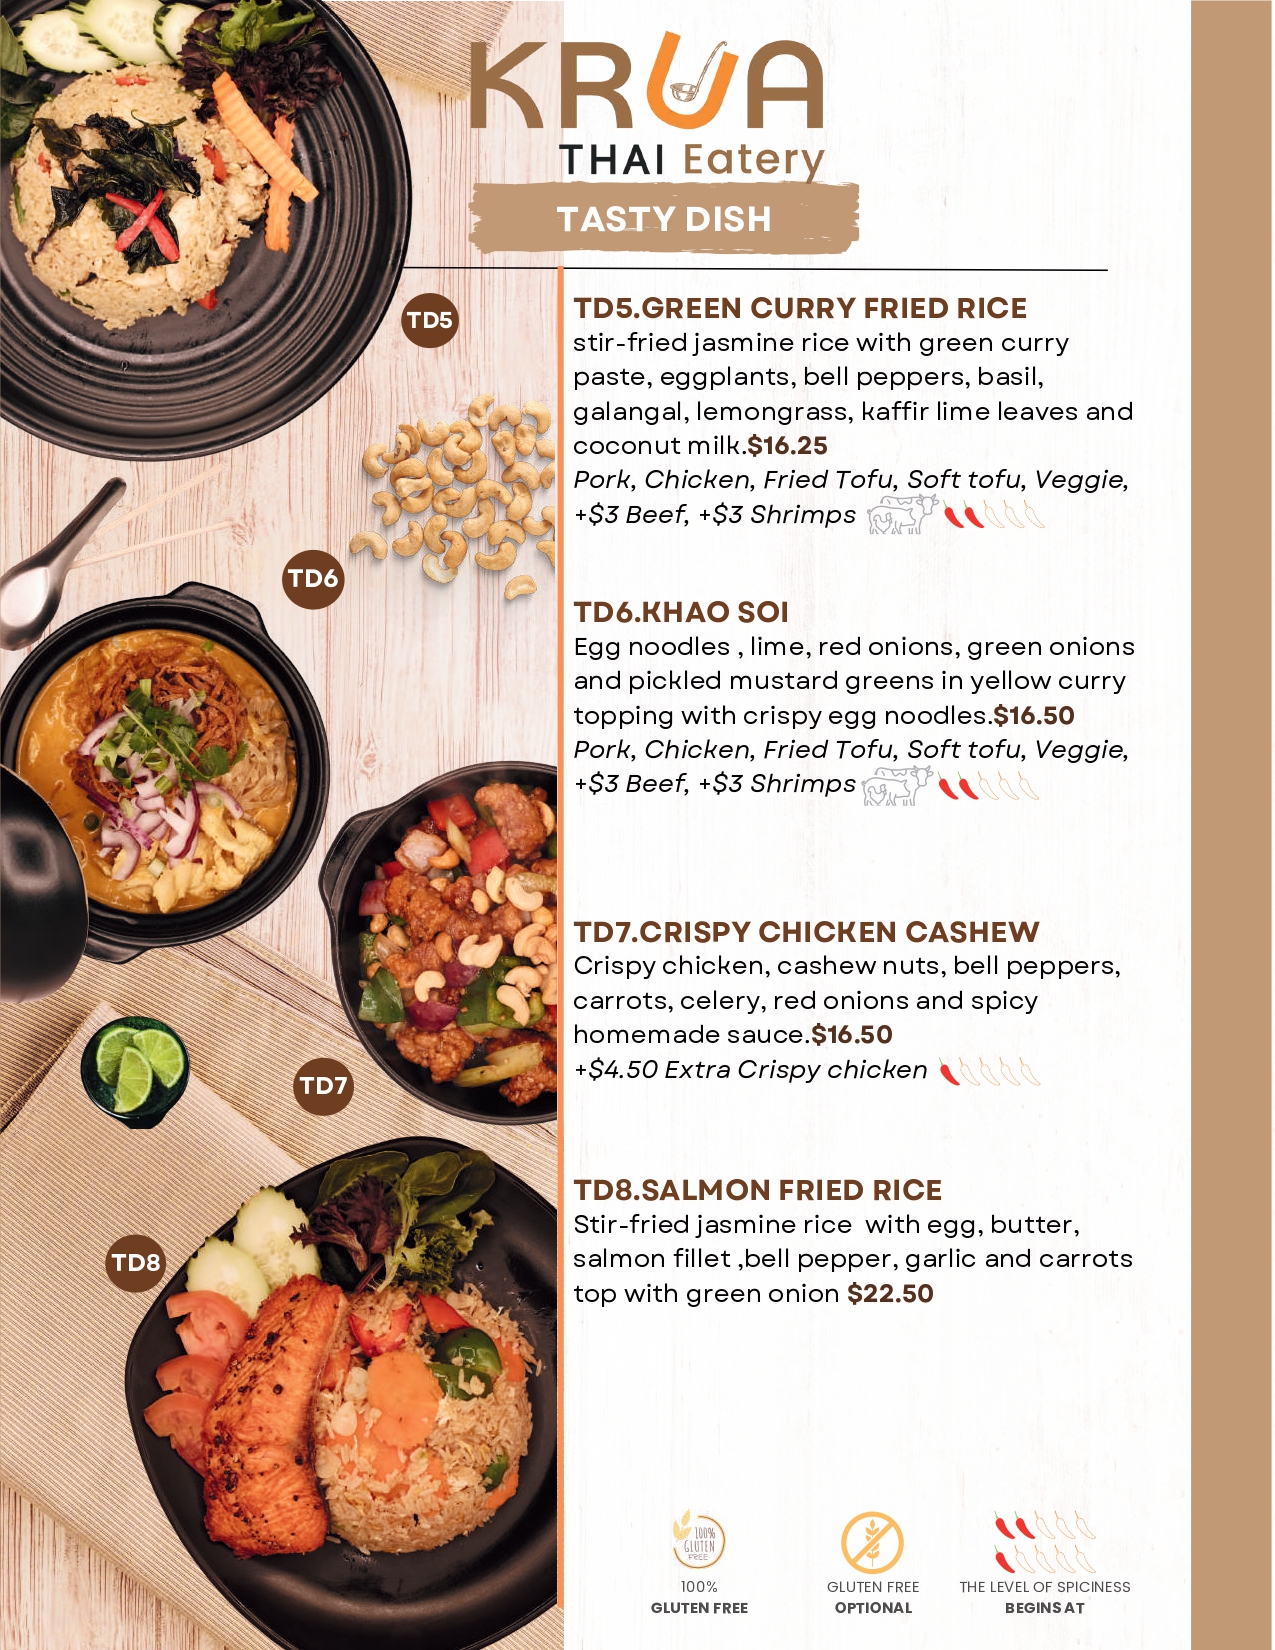 KRUA
THAI Eatery
TASTY DISH
TD5
TD5.GREEN CURRY FRIED RICE
stir-fried jasmine rice with green curry
paste, eggplants, bell peppers, basil,
galangal, lemongrass, kaffir lime leaves and
coconut milk.$16.25
Pork, Chicken, Fried Tofu, Soft tofu, Veggie,
+$3 Beef, +$3 Shrimps
TD6
TD6.KHAO SOI
Egg noodles , lime, red onions, green onions
and pickled mustard greens in yellow curry
topping with crispy egg noodles.$16.50
Pork, Chicken, Fried Tofu, Soft tofu, Veggie,
+$3 Beef, +$3 Shrimps
TD7.CRISPY CHICKEN CASHEW
Crispy chicken, cashew nuts, bell peppers,
carrots, celery, red onions and spicy
homemade sauce.$16.50
+$4.50 Extra Crispy chicken
TD7
TD8.SALMON FRIED RICE
Stir-fried jasmine rice  with egg, butter,
salmon fillet ,bell pepper, garlic and carrots
top with green onion $22.50
TD8
100%
GLUTEN
FREE
100%
GLUTEN FREE
GLUTEN FREE
OPTIONAL
THE LEVEL OF SPICINESS
BEGINS AT